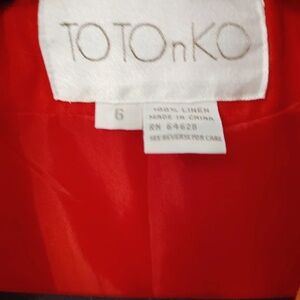 TOTOnKO
6
100% LINEN
MADE IN CHINA
RN 64628
SEE REVERSE FOR CARE